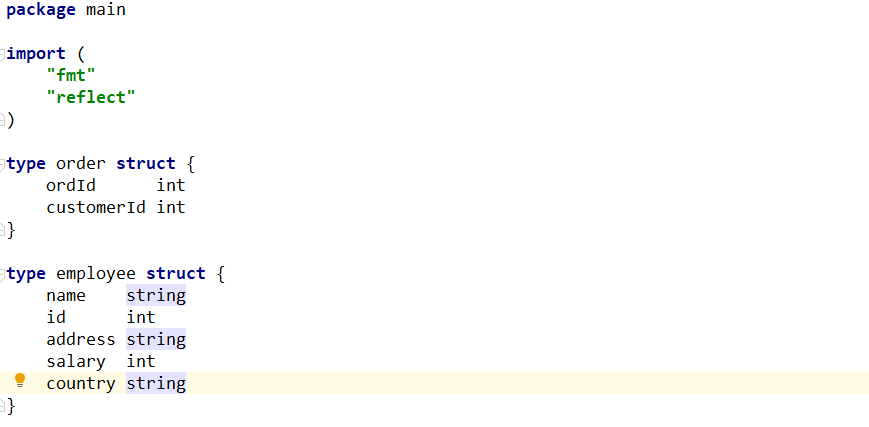 package main
import (
    "fmt"
    "reflect"
)
type order struct {
    ordId      int
    customerId int
}
type employee struct {
    name    string
    id      int
    address string
    salary  int
    country string
}